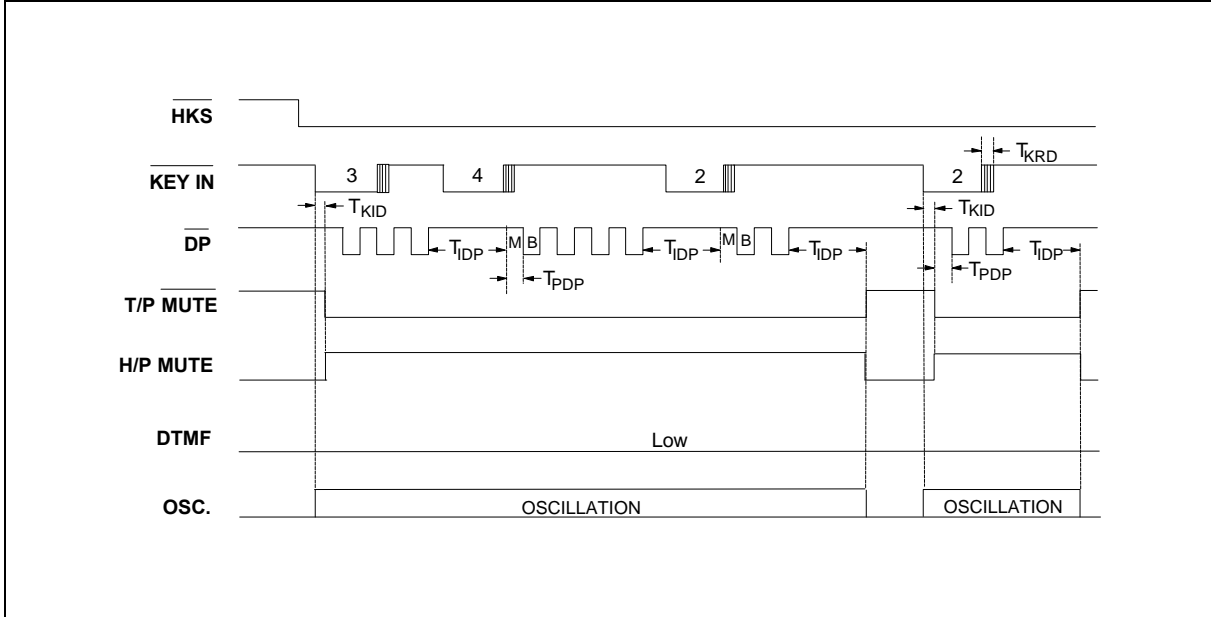 HKS
TKRD
KEY IN 3 4 2 2
TKID TKID
DP TIDP M B TIDP M B TIDP TIDP
TPDP TPDP
T/P MUTE
H/P MUTE
DTMF Low
OSC. OSCILLATION OSCILLATION